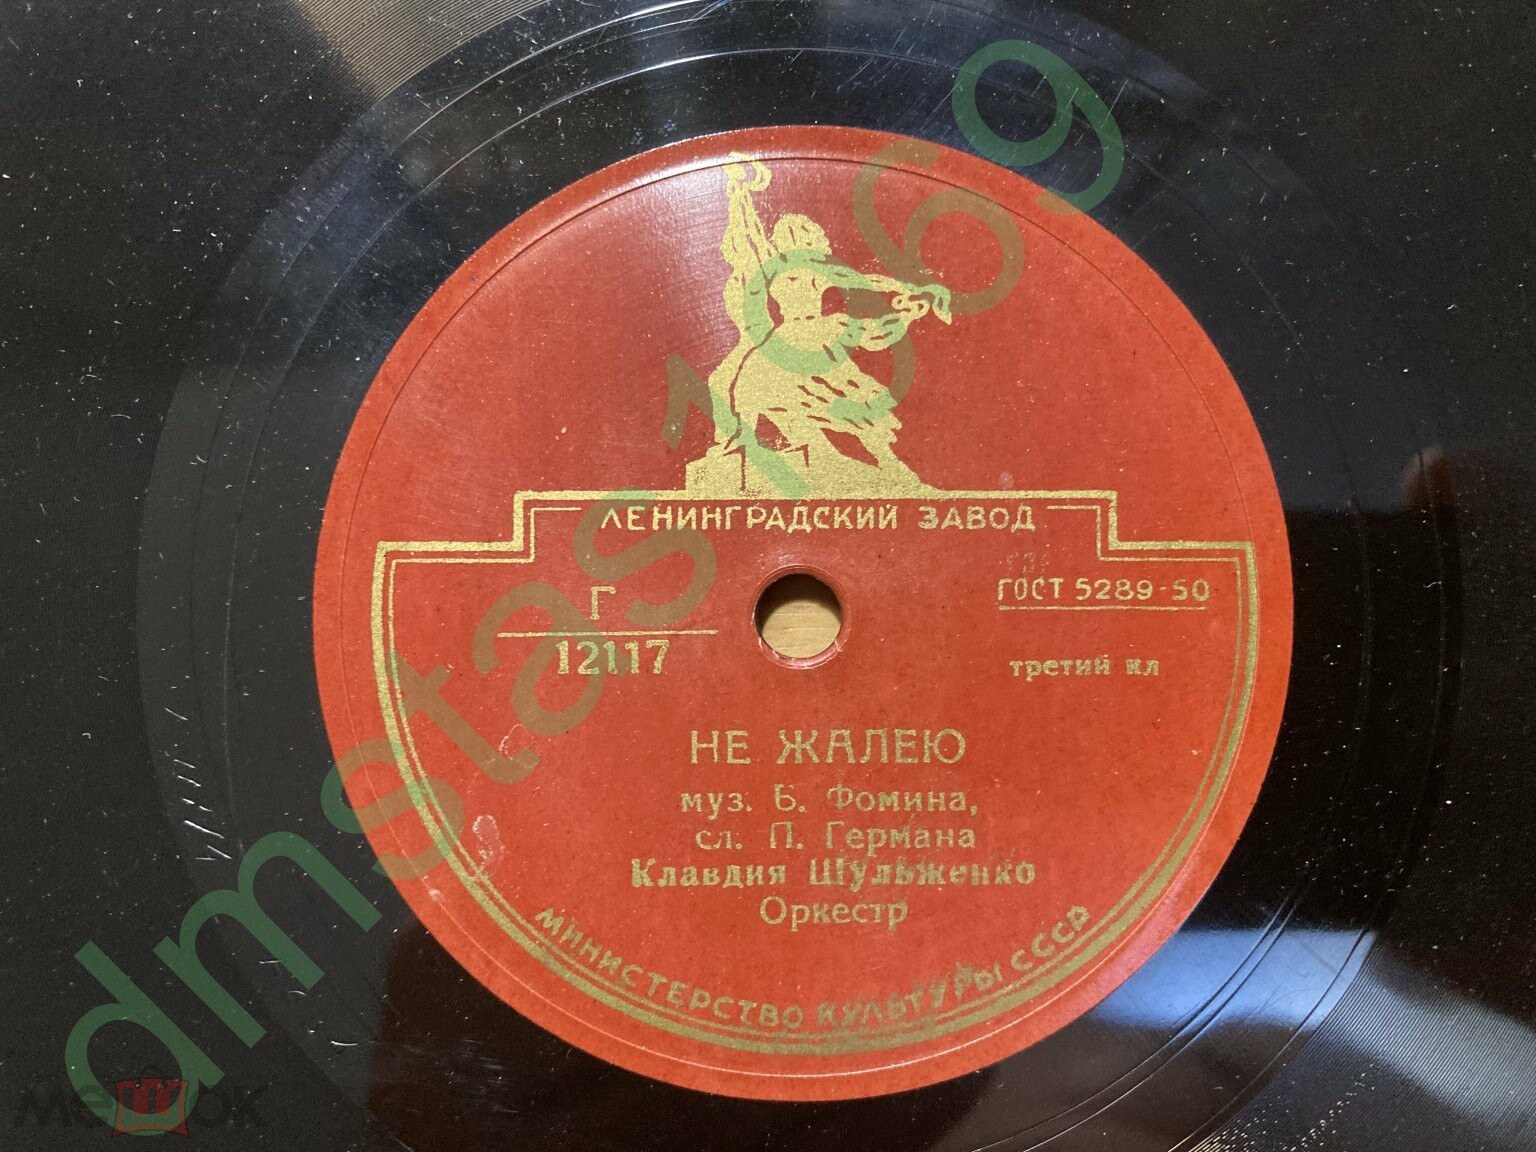 ЛЕНИНГРАДСКИЙ ЗАВОД
Г
12117
ГОСТ 5289-50
третий кл
НЕ ЖАЛЕЮ
муз. Б. Фомина,
сл. П. Германа
Клавдия Шульженко
Оркестр
МИНИСТЕРСТВО КУЛЬТУРЫ СССР
dmstas1969
мешок